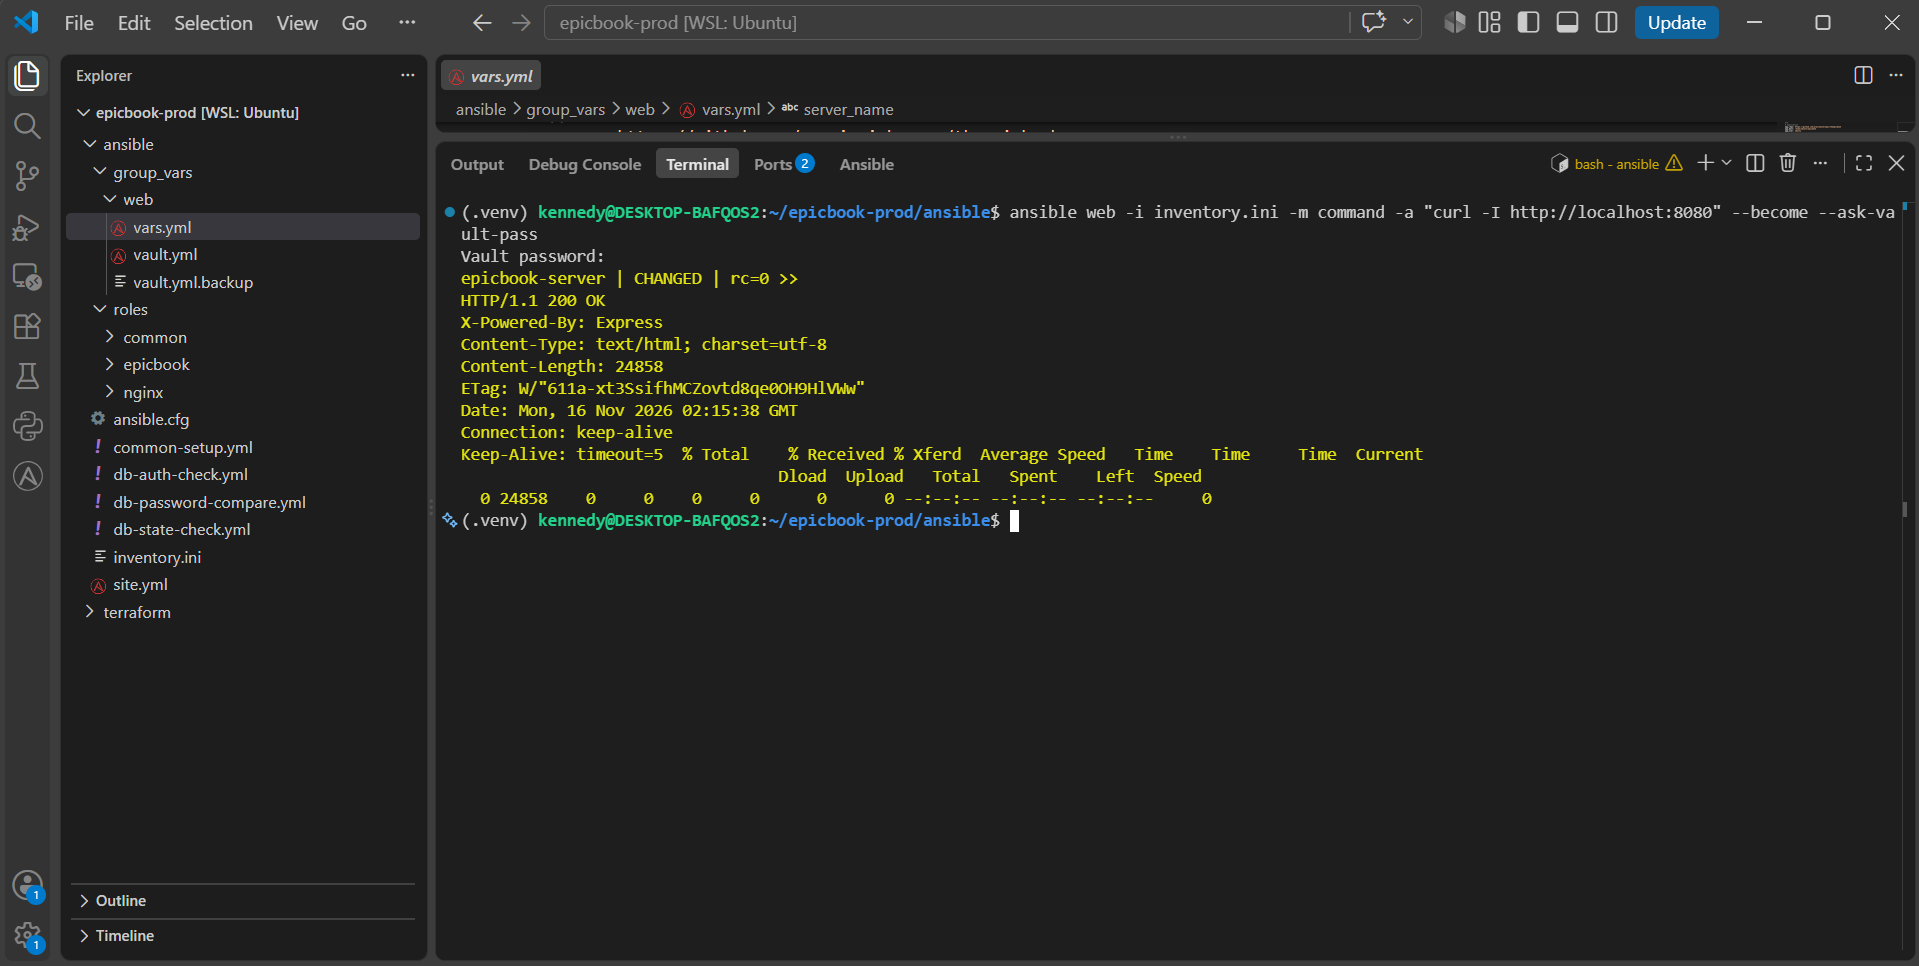 File Edit Selection View Go ···
epicbook-prod [WSL: Ubuntu]
Update
Explorer
epicbook-prod [WSL: Ubuntu]
ansible
group_vars
web
vars.yml
vault.yml
vault.yml.backup
roles
common
epicbook
nginx
ansible.cfg
! common-setup.yml
! db-auth-check.yml
! db-password-compare.yml
! db-state-check.yml
inventory.ini
site.yml
terraform
Outline
Timeline
1
1
vars.yml
ansible > group_vars > web > vars.yml > abc server_name
Output Debug Console Terminal Ports 2 Ansible
bash - ansible
(.venv) kennedy@DESKTOP-BAFQOS2:~/epicbook-prod/ansible$ ansible web -i inventory.ini -m command -a "curl -I http://localhost:8080" --become --ask-va
ult-pass
Vault password:
epicbook-server | CHANGED | rc=0 >>
HTTP/1.1 200 OK
X-Powered-By: Express
Content-Type: text/html; charset=utf-8
Content-Length: 24858
ETag: W/"611a-xt3SsifhMCZovtd8qe0OH9HlVWw"
Date: Mon, 16 Nov 2026 02:15:38 GMT
Connection: keep-alive
Keep-Alive: timeout=5  % Total    % Received % Xferd  Average Speed   Time    Time     Time  Current
Dload  Upload   Total   Spent    Left  Speed
0 24858    0     0    0     0      0      0 --:--:-- --:--:-- --:--:--     0
(.venv) kennedy@DESKTOP-BAFQOS2:~/epicbook-prod/ansible$